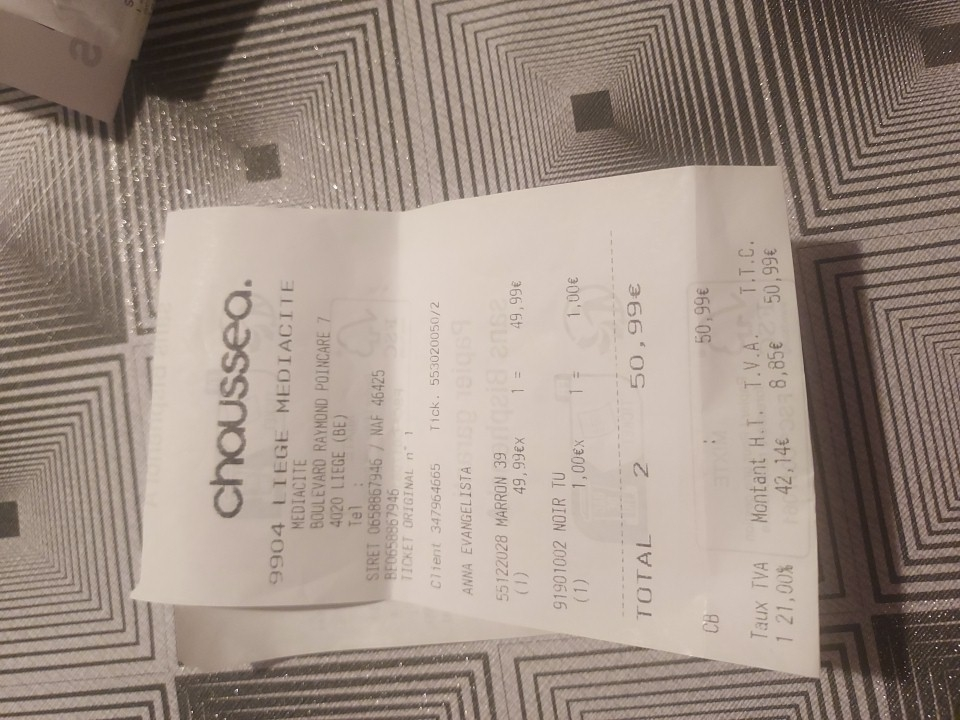 chaussea.
9904 LIEGE MEDIACITE
MEDIACITE
BOULEVARD RAYMOND POINCARE 7
4020 LIEGE (BE)
Tel :
SIRET 0658867946 / NAF 46425
BE0658867946
TICKET ORIGINAL n° 1
Client 347964665 Tick. 553020050/2
ANNA EVANGELISTA
55122028 MARRON 39
(1) 49,99€x 1 = 49,99€
91901002 NOIR TU
(1) 1,00€x 1 = 1,00€
TOTAL 2 50,99€
CB : 50,99€
Taux TVA Montant H.T. T.V.A. T.T.C.
1 21,00% 42,14€ 8,85€ 50,99€